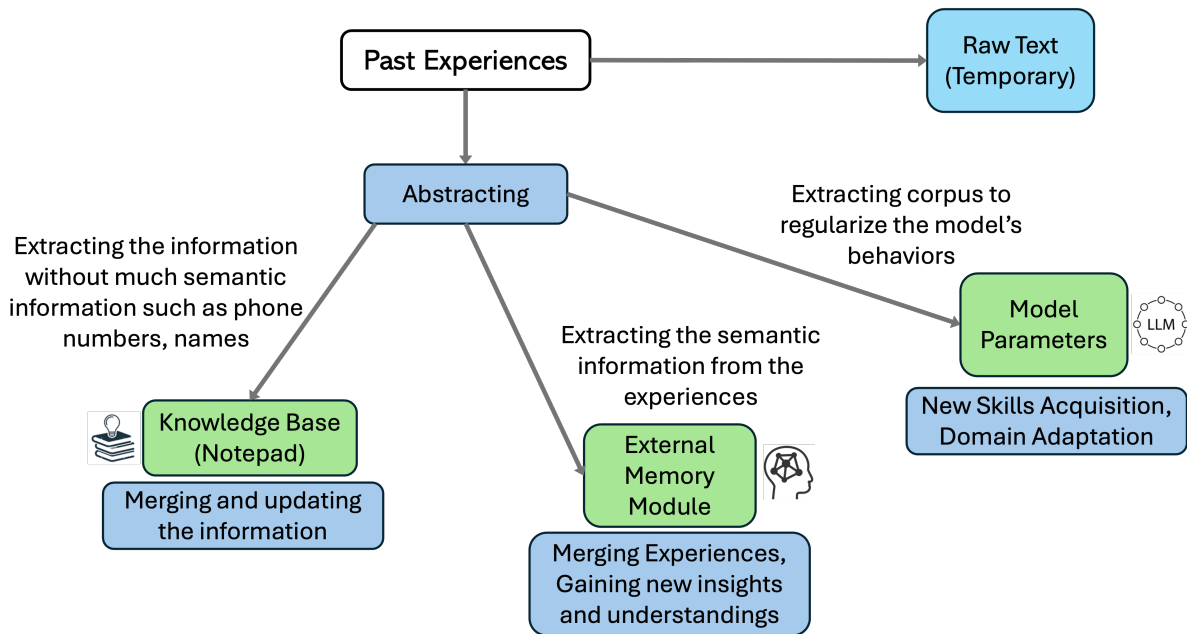 Past Experiences
Raw Text
(Temporary)
Abstracting
Extracting corpus to
regularize the model's
behaviors
Extracting the information
without much semantic
information such as phone
numbers, names
Model
Parameters
LLM
Extracting the semantic
information from the
experiences
New Skills Acquisition,
Domain Adaptation
Knowledge Base
(Notepad)
External
Memory
Module
Merging and updating
the information
Merging Experiences,
Gaining new insights
and understandings